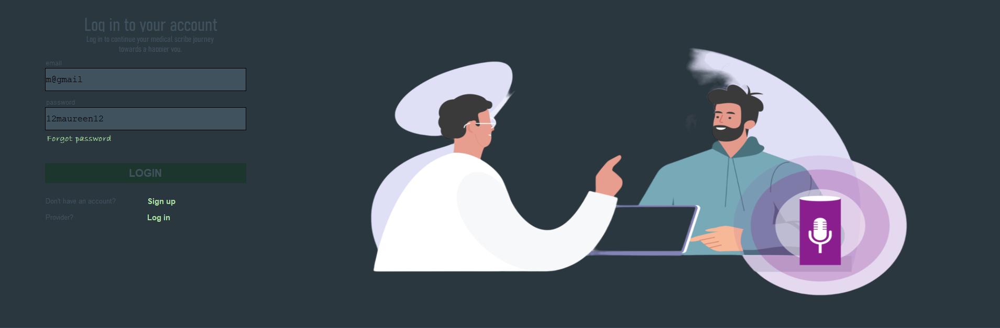 Log in to your account
Log in to continue your medical scribe journey
towards a happier you.
email
m@gmail
password
12maureen12
Forgot password
LOGIN
Don't have an account? Sign up
Provider? Log in